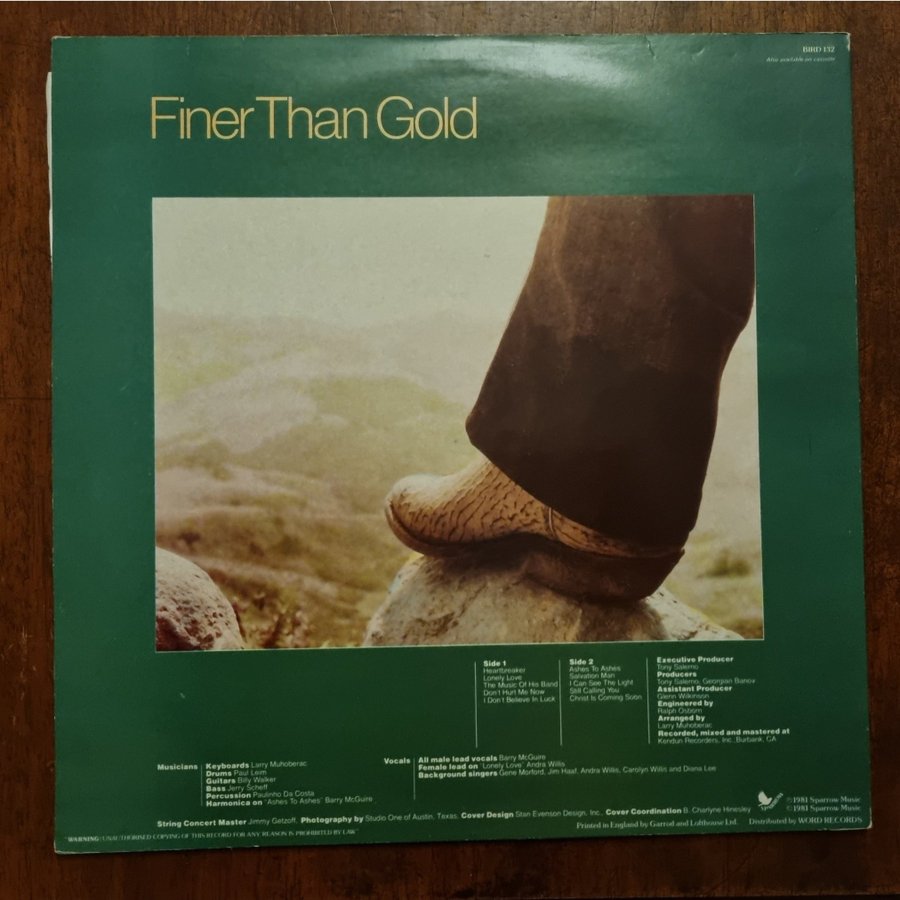 BIRD 132
Also available on cassette
Finer Than Gold
Side 1
Heartbreaker
Lonely Love
The Music Of His Band
Don't Hurt Me Now
I Don't Believe In Luck
Side 2
Ashes To Ashes
Salvation Man
I Can See The Light
Still Calling You
Christ Is Coming Soon
Executive Producer
Tony Salerno
Producers
Tony Salerno, Georgian Banov
Assistant Producer
Glenn Wilkinson
Engineered by
Ralph Osborn
Arranged by
Larry Muhoberac
Recorded, mixed and mastered at
Kendun Recorders, Inc. Burbank, CA
Musicians
Keyboards Larry Muhoberac
Drums Paul Leim
Guitars Billy Walker
Bass Jerry Scheff
Percussion Paulinho Da Costa
Harmonica on 'Ashes To Ashes' Barry McGuire
Vocals
All male lead vocals Barry McGuire
Female lead on 'Lonely Love' Andra Willis
Background singers Gene Morford, Jim Haaf, Andra Willis, Carolyn Willis and Diana Lee
String Concert Master Jimmy Getzoff. Photography by Studio One of Austin, Texas. Cover Design Stan Evenson Design, Inc. Cover Coordination B. Charlyne Hinesley
SPARROW
℗1981 Sparrow Music
©1981 Sparrow Music
Printed in England by Garrod and Lofthouse Ltd. Distributed by WORD RECORDS
"WARNING: UNAUTHORISED COPYING OF THIS RECORD FOR ANY REASON IS PROHIBITED BY LAW"